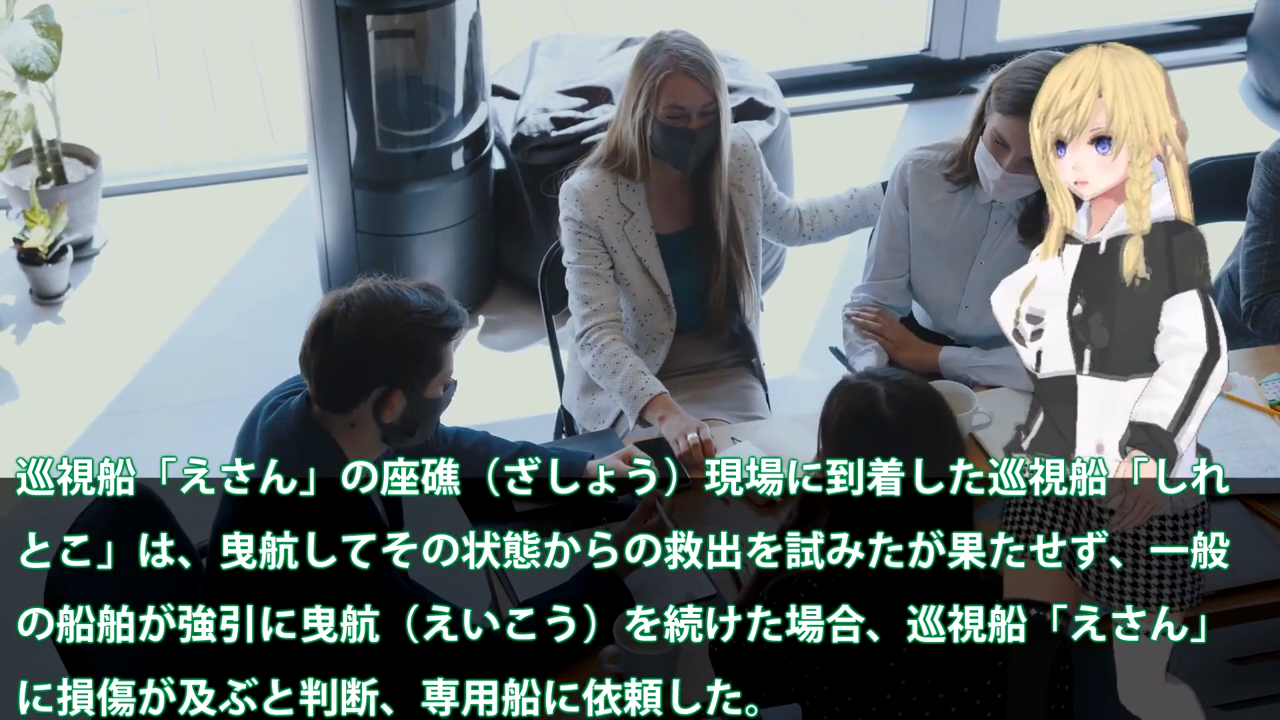 巡視船「えさん」の座礁（ざしょう）現場に到着した巡視船「しれ
とこ」は、曳航してその状態からの救出を試みたが果たせず、一般
の船舶が強引に曳航（えいこう）を続けた場合、巡視船「えさん」
に損傷が及ぶと判断、専用船に依頼した。